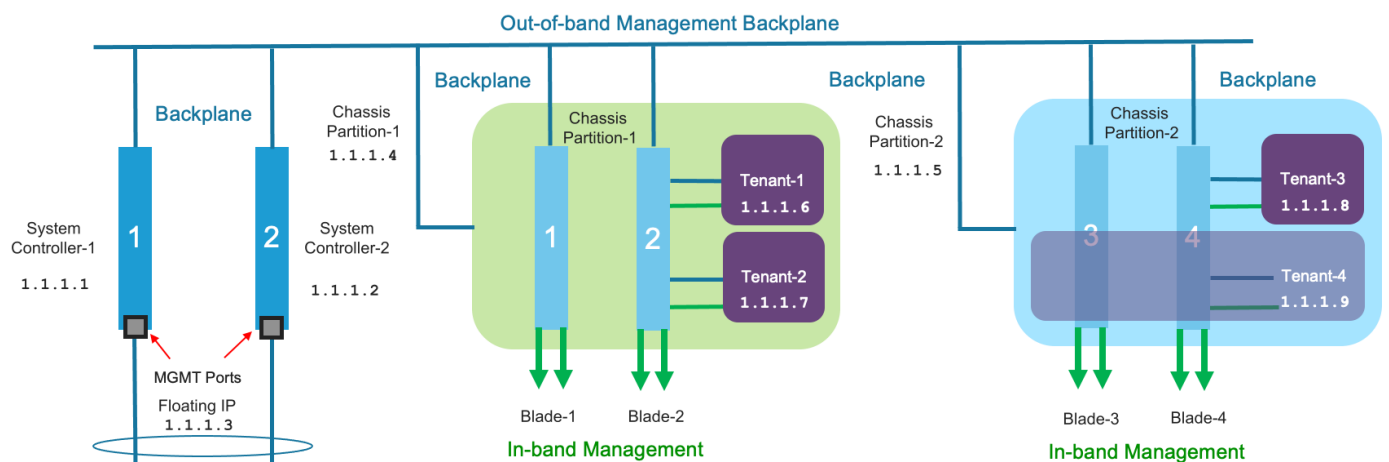 Out-of-band Management Backplane
Backplane
System
Controller-1
1.1.1.1
1
2
System
Controller-2
1.1.1.2
MGMT Ports
Floating IP
1.1.1.3
Chassis
Partition-1
1.1.1.4
Backplane
Chassis
Partition-1
1
2
Tenant-1
1.1.1.6
Tenant-2
1.1.1.7
Blade-1
Blade-2
In-band Management
Backplane
Chassis
Partition-2
1.1.1.5
Backplane
Chassis
Partition-2
3
4
Tenant-3
1.1.1.8
Tenant-4
1.1.1.9
Blade-3
Blade-4
In-band Management